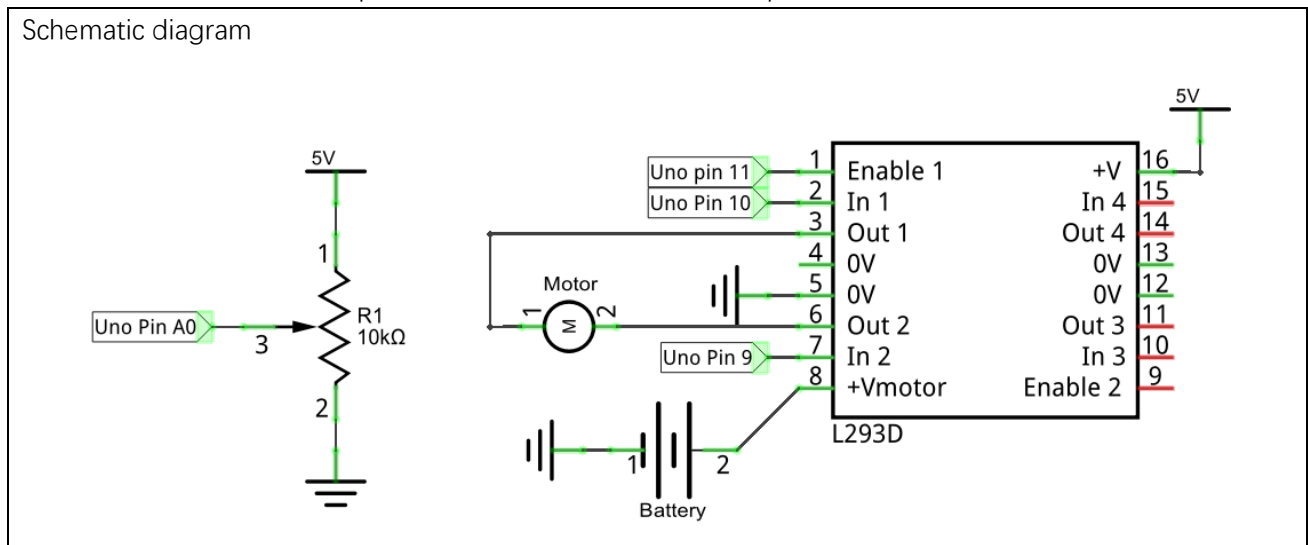 Schematic diagram
5V
1
R1
10kΩ
Uno Pin A0
3
2
Uno pin 11
Uno Pin 10
Motor
1
M
2
Uno Pin 9
1
2
Battery
1 Enable 1
2 In 1
3 Out 1
4 0V
5 0V
6 Out 2
7 In 2
8 +Vmotor
5V
+V 16
In 4 15
Out 4 14
0V 13
0V 12
Out 3 11
In 3 10
Enable 2 9
L293D